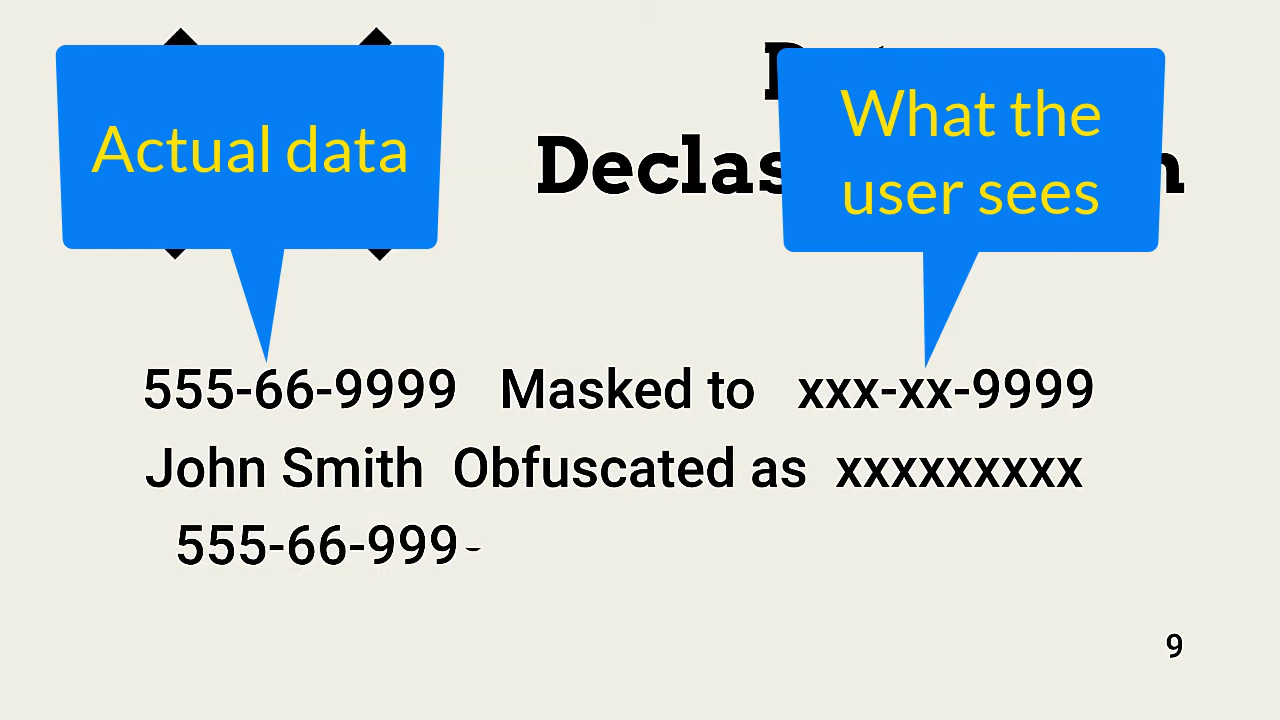 Actual data
What the
user sees
555-66-9999 Masked to xxx-xx-9999
John Smith Obfuscated as xxxxxxxxx
555-66-999
9